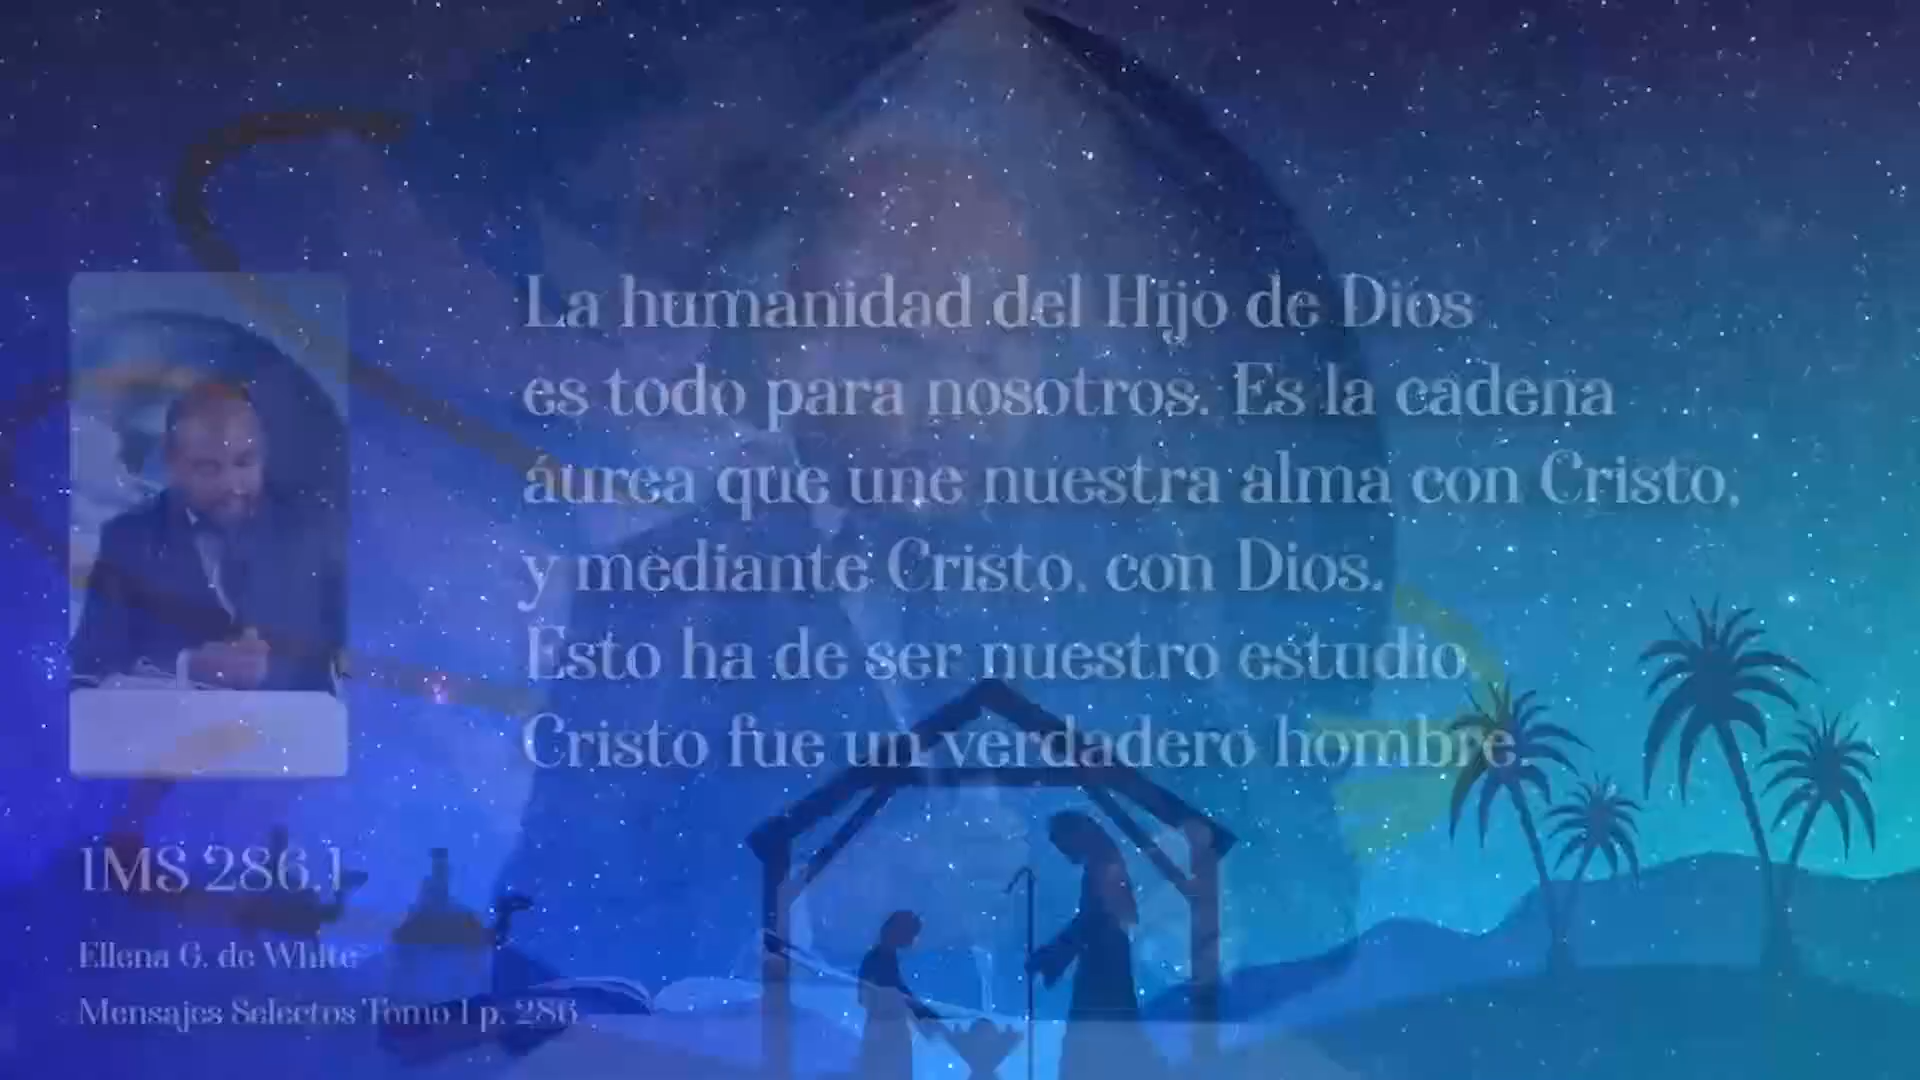 La humanidad del Hijo de Dios
es todo para nosotros. Es la cadena
áurea que une nuestra alma con Cristo,
y mediante Cristo, con Dios.
Esto ha de ser nuestro estudio
Cristo fue un verdadero hombre.
1MS 286.1
Ellena G. de White
Mensajes Selectos Tomo 1 p. 286